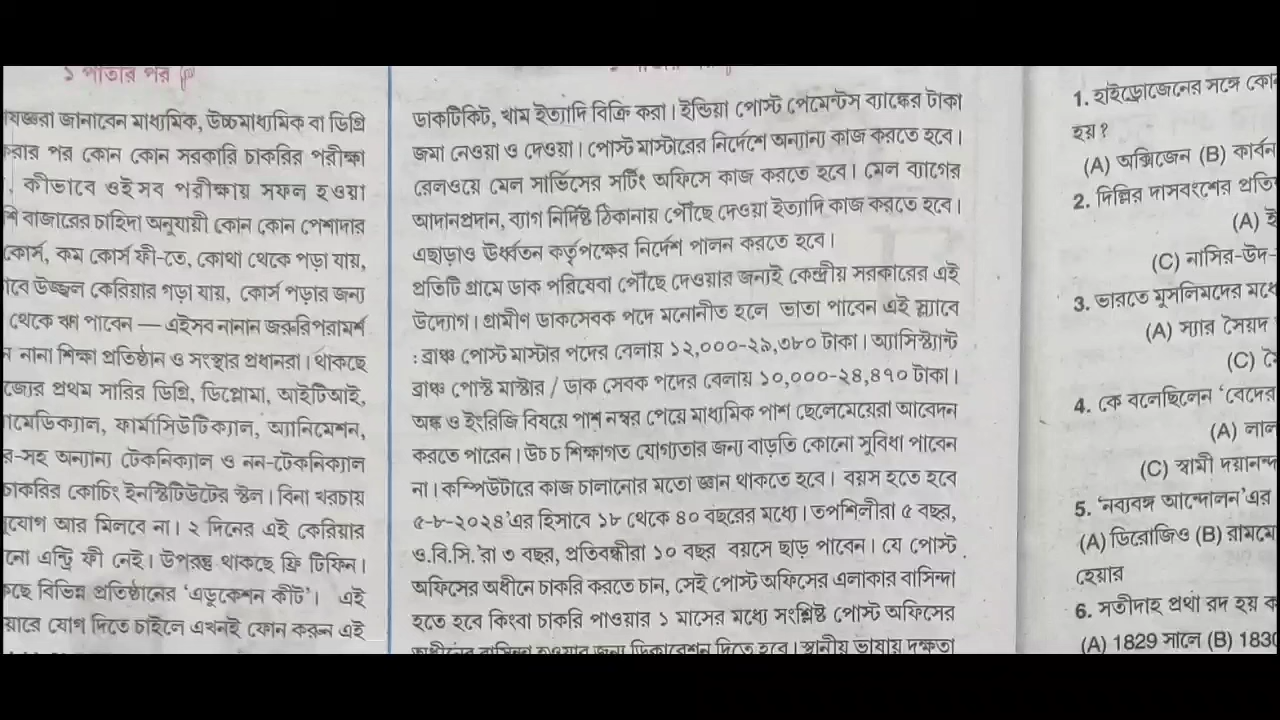 ১ পাতার পর
জানাবেন মাধ্যমিক, উচ্চমাধ্যমিক বা ডিগ্রি
করার পর কোন কোন সরকারি চাকরির পরীক্ষা
, কীভাবে ওইসব পরীক্ষায় সফল হওয়া
বাজারের চাহিদা অনুযায়ী কোন কোন পেশাদার
কোর্স, কম কোর্স ফী-তে, কোথা থেকে পড়া যায়,
উজ্জ্বল কেরিয়ার গড়া যায়, কোর্স পড়ার জন্য
থেকে ঋণ পাবেন — এইসব নানান জরুরি পরামর্শ
নানা শিক্ষা প্রতিষ্ঠান ও সংস্থার প্রধানরা। থাকছে
প্রথম সারির ডিগ্রি, ডিপ্লোমা, আইটিআই,
ফার্মাসিউটিক্যাল, অ্যানিমেশন,
অন্যান্য টেকনিক্যাল ও নন-টেকনিক্যাল
চাকরির কোচিং ইনস্টিটিউটের স্টল। বিনা খরচায়
আর মিলবে না। ২ দিনের এই কেরিয়ার
এন্ট্রি ফী নেই। উপরন্তু থাকছে ফ্রি টিফিন।
বিভিন্ন প্রতিষ্ঠানের ‘এডুকেশন কীট’। এই
যোগ দিতে চাইলে এখনই ফোন করুন এই
ডাকটিকিট, খাম ইত্যাদি বিক্রি করা। ইন্ডিয়া পোস্ট পেমেন্টস ব্যাঙ্কের টাকা
জমা নেওয়া ও দেওয়া। পোস্ট মাস্টারের নির্দেশে অন্যান্য কাজ করতে হবে।
রেলওয়ে মেল সার্ভিসের সর্টিং অফিসে কাজ করতে হবে। মেল ব্যাগের
আদানপ্রদান, ব্যাগ নির্দিষ্ট ঠিকানায় পৌঁছে দেওয়া ইত্যাদি কাজ করতে হবে।
এছাড়াও ঊর্ধ্বতন কর্তৃপক্ষের নির্দেশ পালন করতে হবে।
প্রতিটি গ্রামে ডাক পরিষেবা পৌঁছে দেওয়ার জন্যই কেন্দ্রীয় সরকারের এই
উদ্যোগ। গ্রামীণ ডাকসেবক পদে মনোনীত হলে ভাতা পাবেন এই স্ল্যাবে
: ব্রাঞ্চ পোস্ট মাস্টার পদের বেলায় ১২,০০০-২৯,৩৮০ টাকা। অ্যাসিস্ট্যান্ট
ব্রাঞ্চ পোস্ট মাস্টার / ডাক সেবক পদের বেলায় ১০,০০০-২৪,৪৭০ টাকা।
অঙ্ক ও ইংরিজি বিষয়ে পাশ নম্বর পেয়ে মাধ্যমিক পাশ ছেলেমেয়েরা আবেদন
করতে পারেন। উচ্চ শিক্ষাগত যোগ্যতার জন্য বাড়তি কোনো সুবিধা পাবেন
না। কম্পিউটারে কাজ চালানোর মতো জ্ঞান থাকতে হবে। বয়স হতে হবে
৫-৮-২০২৪’এর হিসাবে ১৮ থেকে ৪০ বছরের মধ্যে। তপশিলীরা ৫ বছর,
ও.বি.সি.’রা ৩ বছর, প্রতিবন্ধীরা ১০ বছর বয়সে ছাড় পাবেন। যে পোস্ট
অফিসের অধীনে চাকরি করতে চান, সেই পোস্ট অফিসের এলাকার বাসিন্দা
হতে হবে কিংবা চাকরি পাওয়ার ১ মাসের মধ্যে সংশ্লিষ্ট পোস্ট অফিসের
অধীনের বাসিন্দা হওয়ার জন্য ডিক্লারেশন দিতে হবে। স্থানীয় ভাষায় দক্ষতা
1. হাইড্রোজেনের সঙ্গে
হয়?
(A) অক্সিজেন (B) কার্বন
2. দিল্লির দাসবংশের
(A)
(C) নাসির-উদ-
3. ভারতে মুসলিমদের মধ্যে
(A) স্যার সৈয়দ
(C)
4. কে বলেছিলেন ‘বেদের
(A)
(C) স্বামী দয়ানন্দ
5. ‘নব্যবঙ্গ আন্দোলন’এর
(A) ডিরোজিও (B)
হেয়ার
6. সতীদাহ প্রথা রদ হয়
(A) 1829 সালে (B) 183